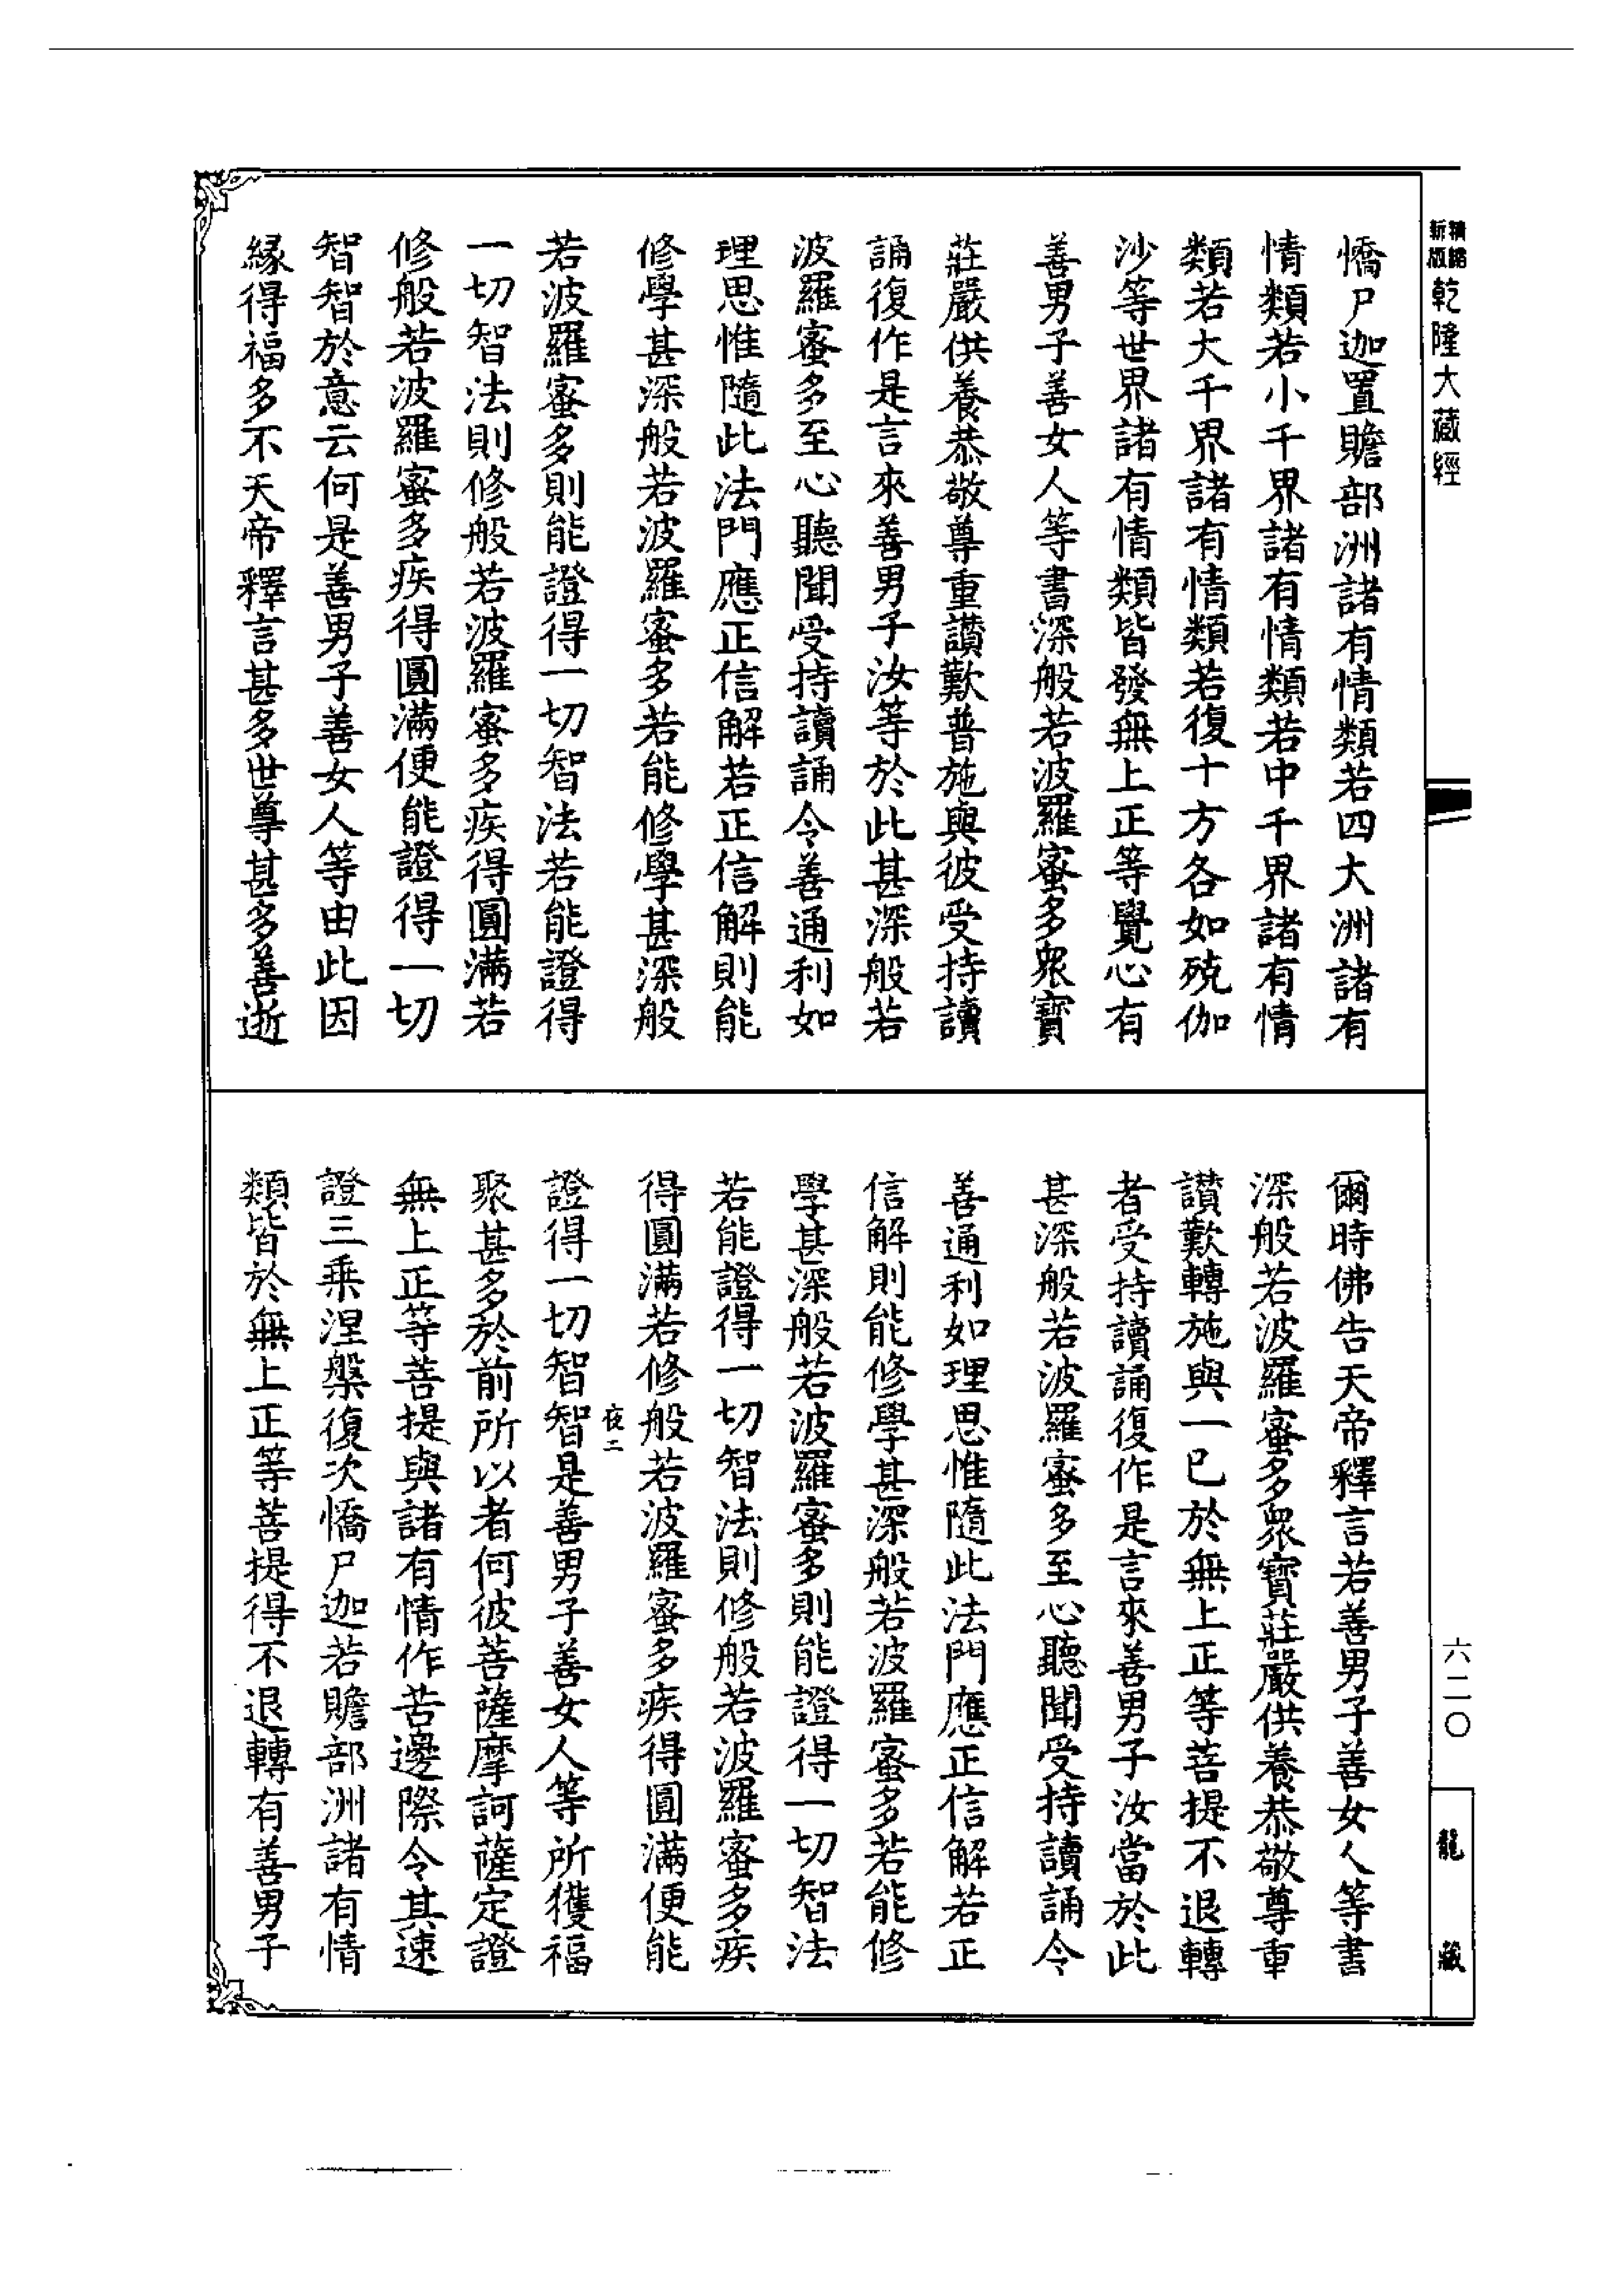 精縮新版乾隆大藏經
憍尸迦置贍部洲諸有情類若四大洲諸有
情類若小千界諸有情類若中千界諸有情
類若大千界諸有情類若復十方各如殑伽
沙等世界諸有情類皆發無上正等覺心有
善男子善女人等書深般若波羅蜜多眾寶
莊嚴供養恭敬尊重讚歎普施與彼受持讀
誦復作是言來善男子汝等於此甚深般若
波羅蜜多至心聽聞受持讀誦令善通利如
理思惟隨此法門應正信解若正信解則能
修學甚深般若波羅蜜多若能修學甚深般
若波羅蜜多則能證得一切智法若能證得
一切智法則修般若波羅蜜多疾得圓滿若
修般若波羅蜜多疾得圓滿便能證得一切
智智於意云何是善男子善女人等由此因
緣得福多不天帝釋言甚多世尊甚多善逝
爾時佛告天帝釋言若善男子善女人等書
深般若波羅蜜多眾寶莊嚴供養恭敬尊重
讚歎轉施與一已於無上正等菩提不退轉
者受持讀誦復作是言來善男子汝當於此
甚深般若波羅蜜多至心聽聞受持讀誦令
善通利如理思惟隨此法門應正信解若正
信解則能修學甚深般若波羅蜜多若能修
學甚深般若波羅蜜多則能證得一切智法
若能證得一切智法則修般若波羅蜜多疾
得圓滿若修般若波羅蜜多疾得圓滿便能
夜二
證得一切智智是善男子善女人等所獲福
聚甚多於前所以者何彼菩薩摩訶薩定證
無上正等菩提與諸有情作苦邊際令其速
證三乘涅槃復次憍尸迦若贍部洲諸有情
類皆於無上正等菩提得不退轉有善男子
六二〇
龍藏